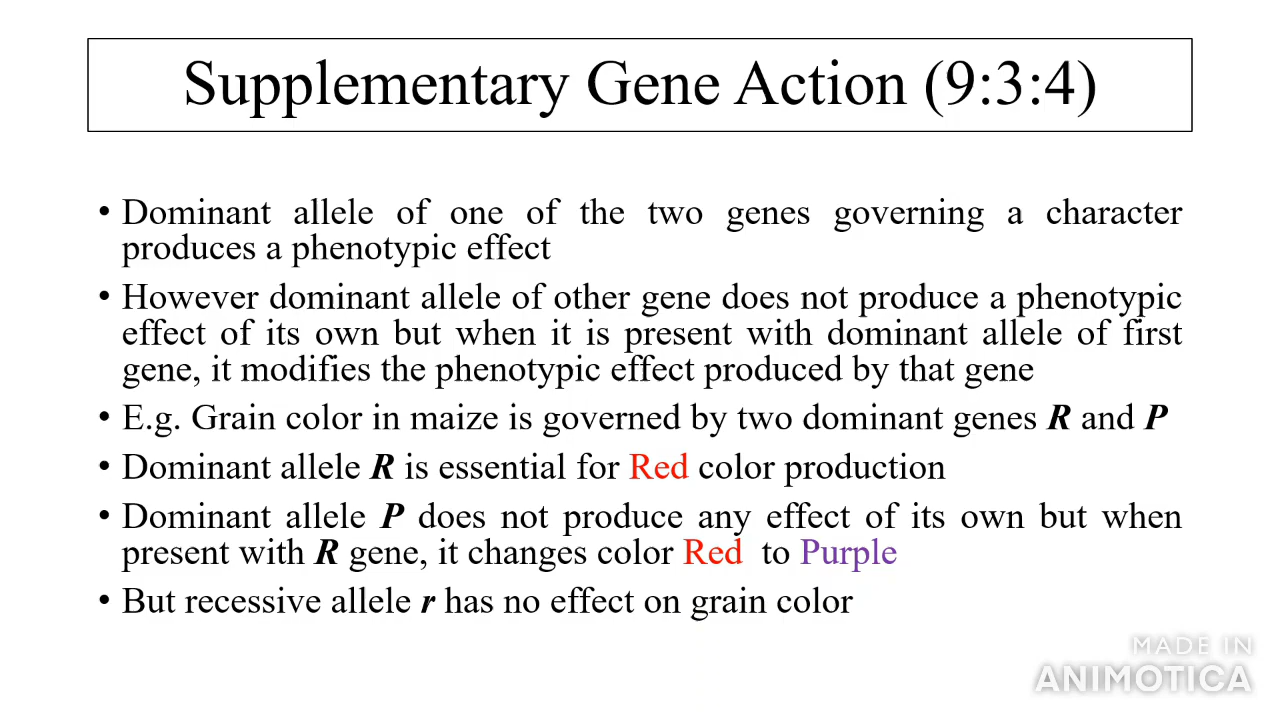 Supplementary Gene Action (9:3:4)
• Dominant allele of one of the two genes governing a character
produces a phenotypic effect
• However dominant allele of other gene does not produce a phenotypic
effect of its own but when it is present with dominant allele of first
gene, it modifies the phenotypic effect produced by that gene
• E.g. Grain color in maize is governed by two dominant genes R and P
• Dominant allele R is essential for Red color production
• Dominant allele P does not produce any effect of its own but when
present with R gene, it changes color Red to Purple
• But recessive allele r has no effect on grain color
MADE IN
ANIMOTICA